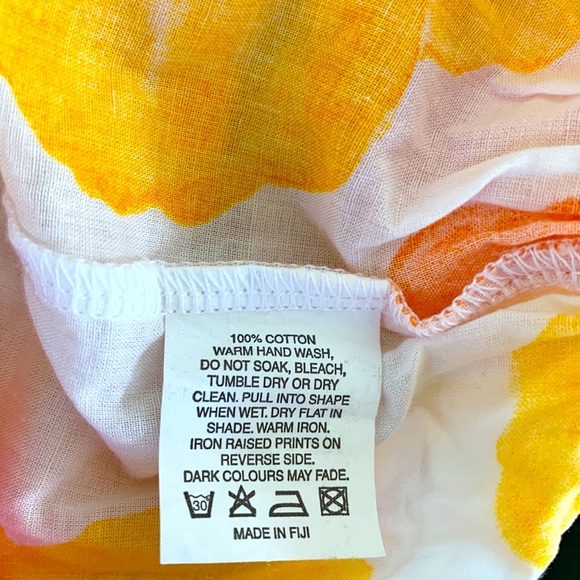 100% COTTON
WARM HAND WASH,
DO NOT SOAK, BLEACH,
TUMBLE DRY OR DRY
CLEAN. PULL INTO SHAPE
WHEN WET. DRY FLAT IN
SHADE. WARM IRON.
IRON RAISED PRINTS ON
REVERSE SIDE.
DARK COLOURS MAY FADE.
30
MADE IN FIJI